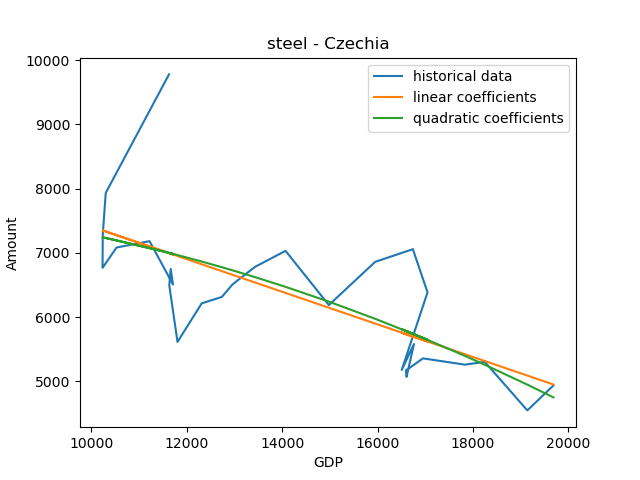 steel - Czechia
historical data
linear coefficients
quadratic coefficients
Amount
10000
9000
8000
7000
6000
5000
10000 12000 14000 16000 18000 20000
GDP